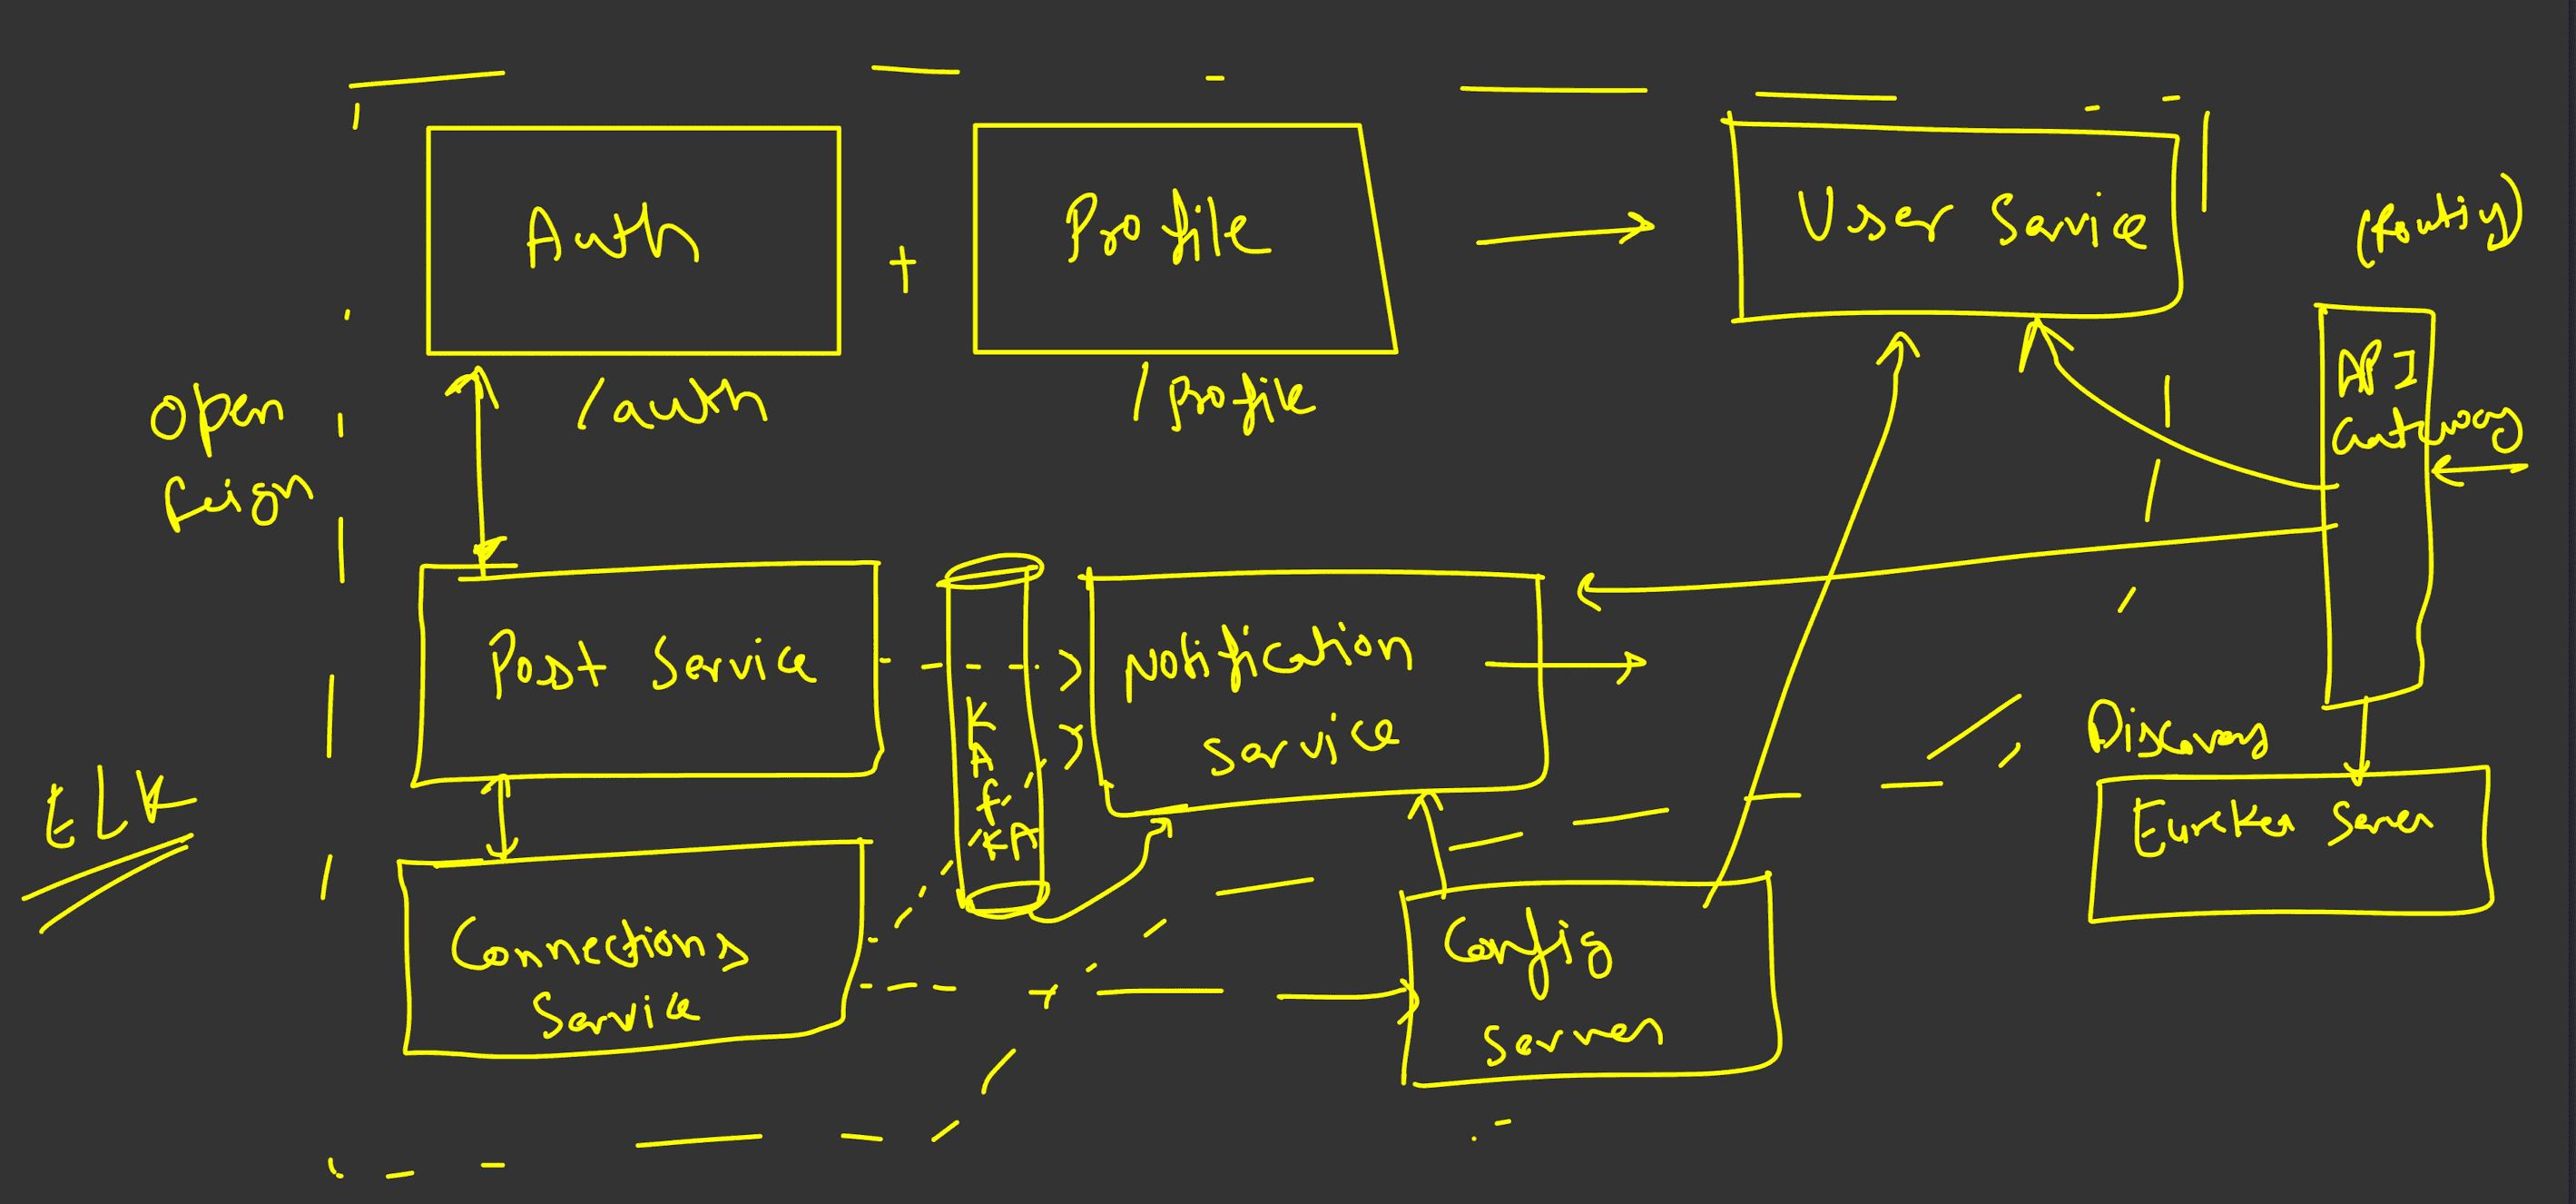 Auth
+
Profile
User Service
(Routing)
/auth
/Profile
Open
feign
API
Gateway
Post Service
KAfKA
Notification
Service
Discovery
ELK
Eureka Server
Connections
Service
Config
Server